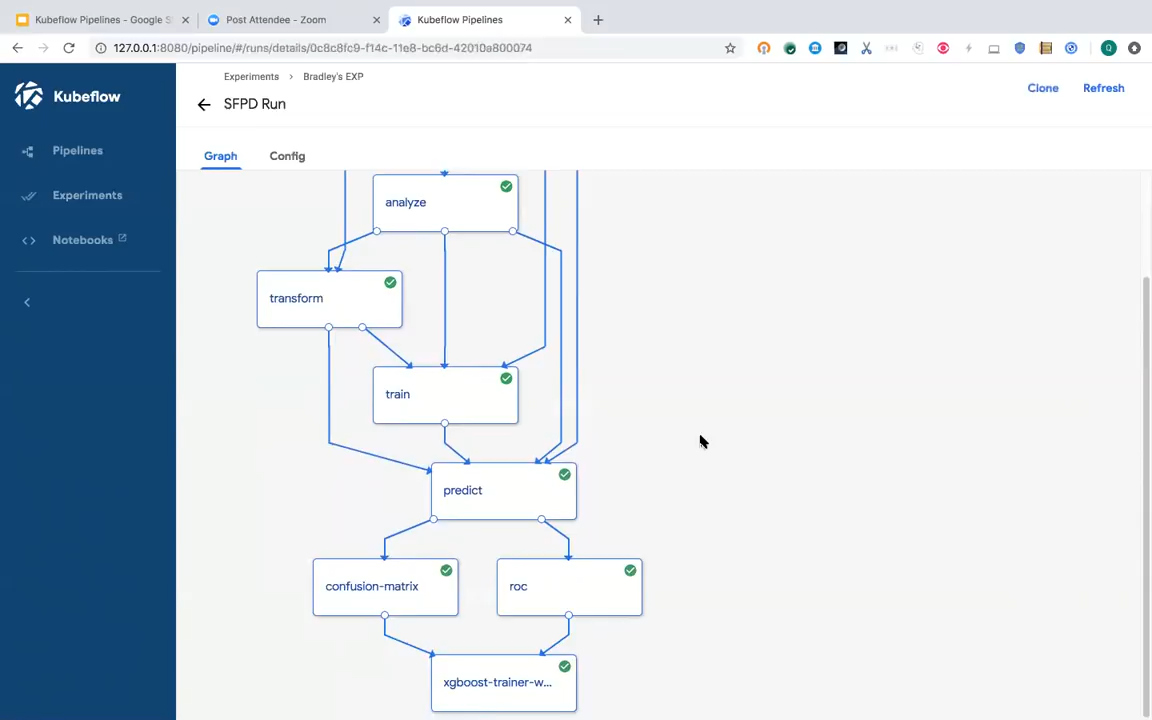 Kubeflow Pipelines - Google S
Post Attendee - Zoom
Kubeflow Pipelines
127.0.0.1:8080/pipeline/#/runs/details/0c8c8fc9-f14c-11e8-bc6d-42010a800074
Q
Kubeflow
Pipelines
Experiments
Notebooks
Experiments > Bradley's EXP
SFPD Run
Clone
Refresh
Graph
Config
analyze
transform
train
predict
confusion-matrix
roc
xgboost-trainer-w...